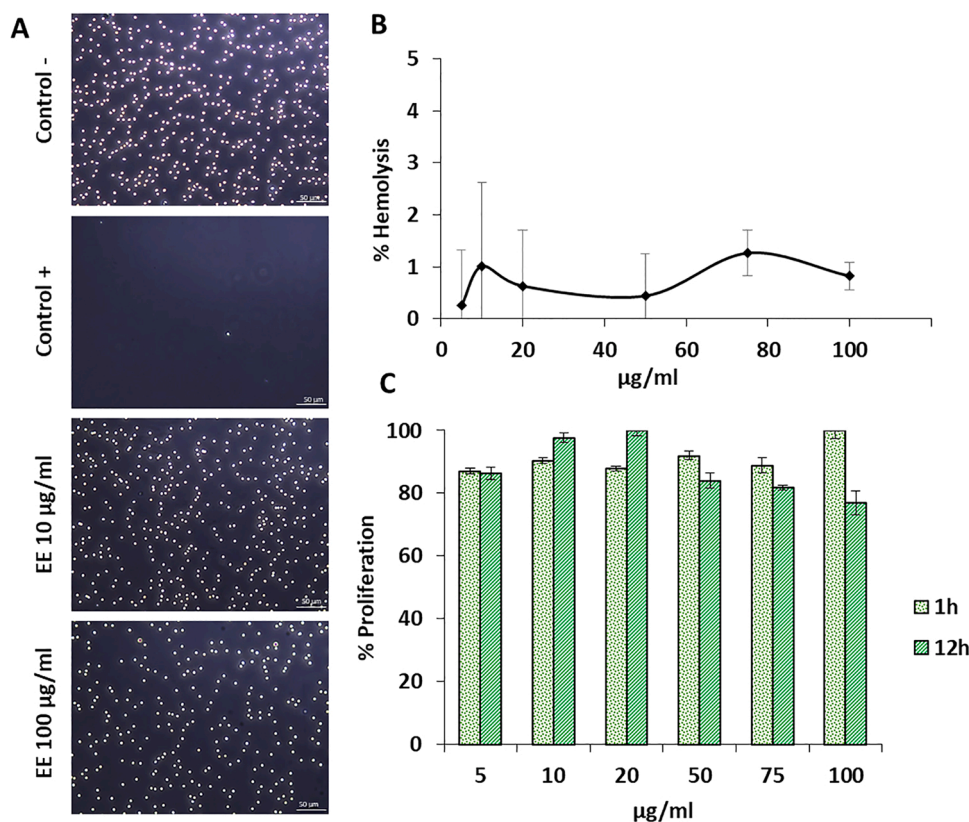 A
Control -
50 µm
Control +
50 µm
EE 10 µg/ml
50 µm
EE 100 µg/ml
50 µm
B
% Hemolysis
5
4
3
2
1
0
0 20 40 60 80 100
µg/ml
C
% Proliferation
100
80
60
40
20
0
5 10 20 50 75 100
µg/ml
1h
12h